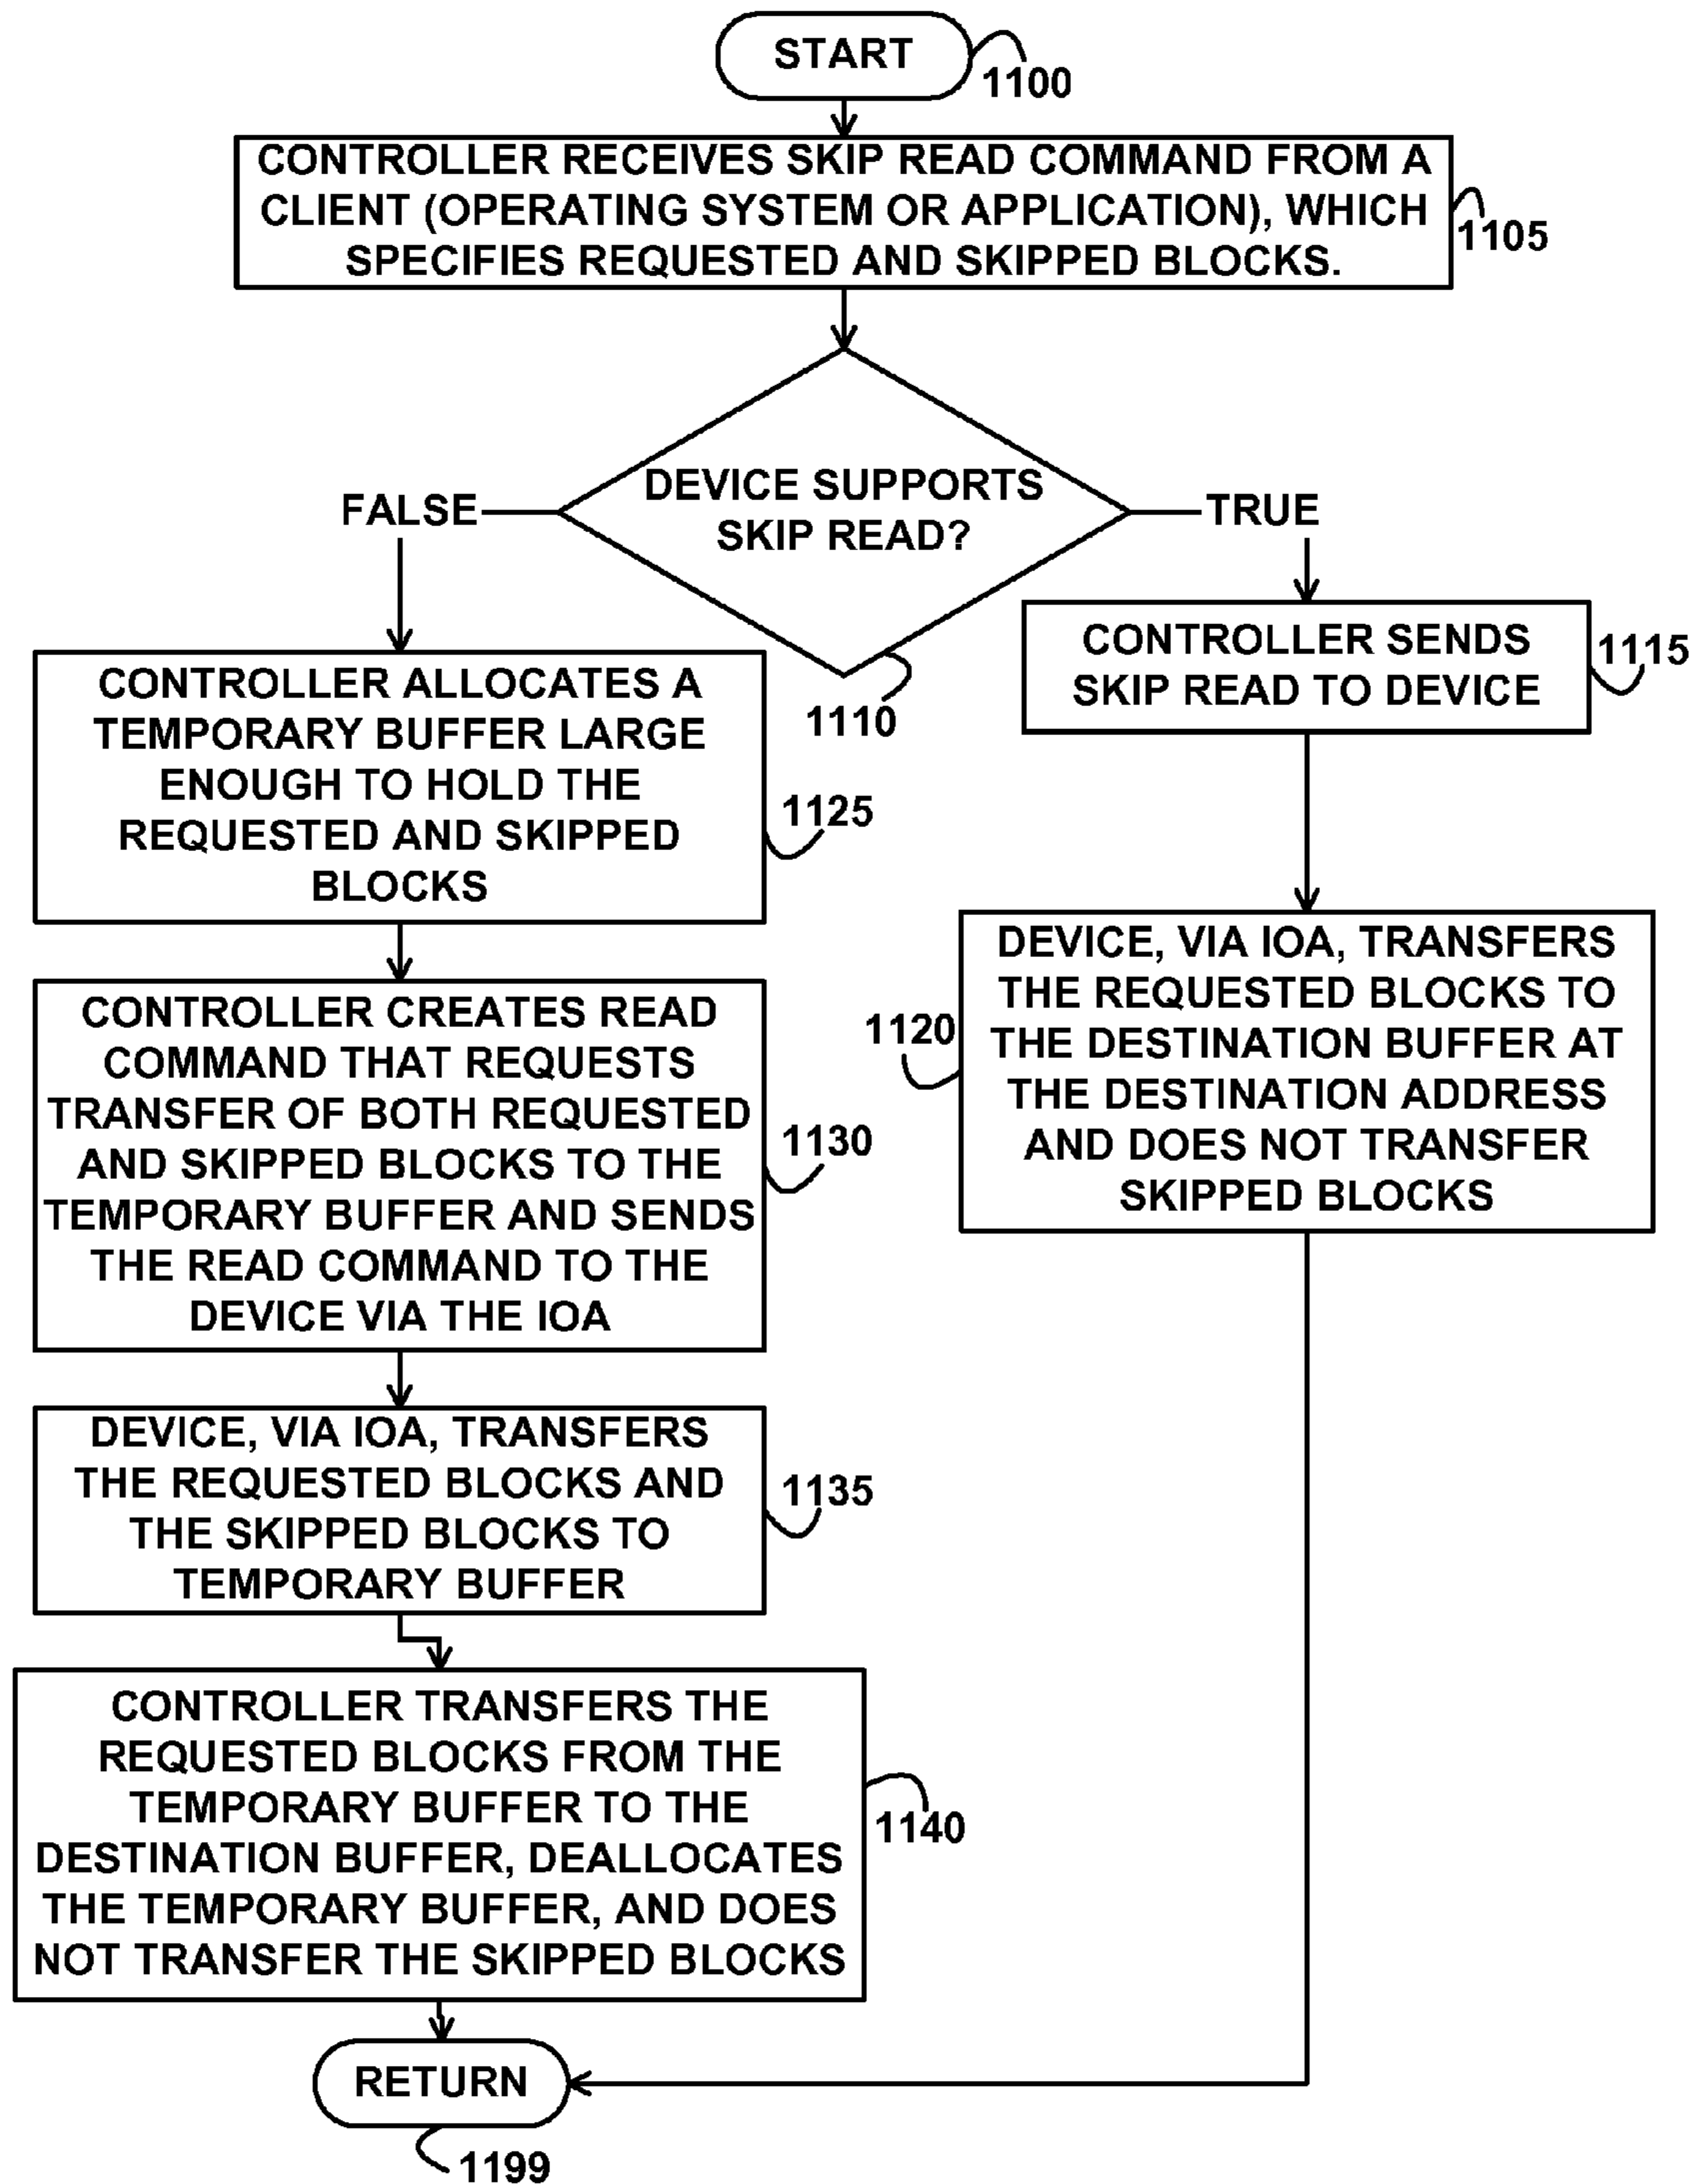 START
1100
CONTROLLER RECEIVES SKIP READ COMMAND FROM A
CLIENT (OPERATING SYSTEM OR APPLICATION), WHICH
SPECIFIES REQUESTED AND SKIPPED BLOCKS.
1105
DEVICE SUPPORTS
SKIP READ?
1110
FALSE
TRUE
CONTROLLER SENDS
SKIP READ TO DEVICE
1115
DEVICE, VIA IOA, TRANSFERS
THE REQUESTED BLOCKS TO
THE DESTINATION BUFFER AT
THE DESTINATION ADDRESS
AND DOES NOT TRANSFER
SKIPPED BLOCKS
1120
CONTROLLER ALLOCATES A
TEMPORARY BUFFER LARGE
ENOUGH TO HOLD THE
REQUESTED AND SKIPPED
BLOCKS
1125
CONTROLLER CREATES READ
COMMAND THAT REQUESTS
TRANSFER OF BOTH REQUESTED
AND SKIPPED BLOCKS TO THE
TEMPORARY BUFFER AND SENDS
THE READ COMMAND TO THE
DEVICE VIA THE IOA
1130
DEVICE, VIA IOA, TRANSFERS
THE REQUESTED BLOCKS AND
THE SKIPPED BLOCKS TO
TEMPORARY BUFFER
1135
CONTROLLER TRANSFERS THE
REQUESTED BLOCKS FROM THE
TEMPORARY BUFFER TO THE
DESTINATION BUFFER, DEALLOCATES
THE TEMPORARY BUFFER, AND DOES
NOT TRANSFER THE SKIPPED BLOCKS
1140
RETURN
1199